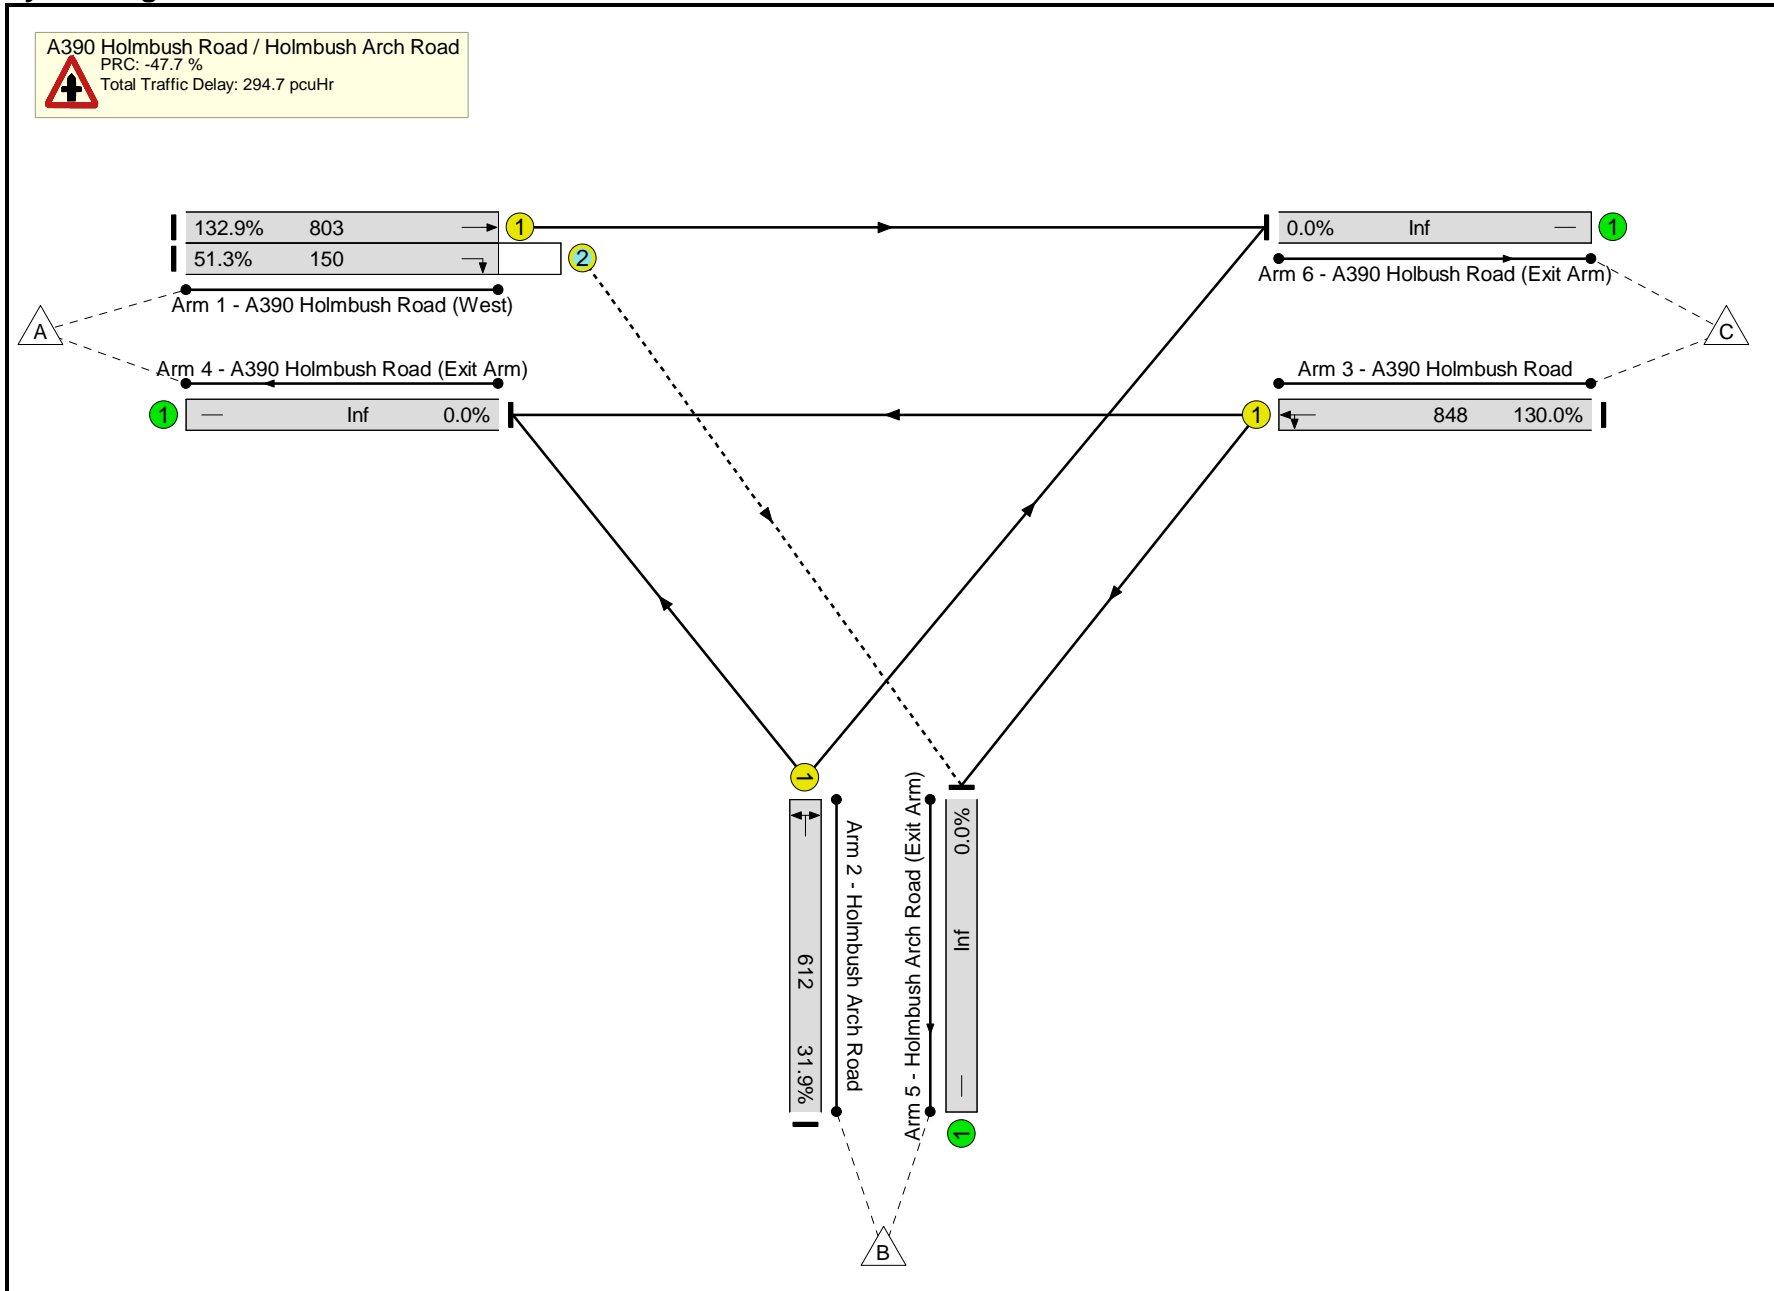 A390 Holmbush Road / Holmbush Arch Road
PRC: -47.7 %
Total Traffic Delay: 294.7 pcuHr
132.9% 803 1
51.3% 150 2
Arm 1 - A390 Holmbush Road (West)
A
Arm 4 - A390 Holmbush Road (Exit Arm)
1 — Inf 0.0%
0.0% Inf — 1
Arm 6 - A390 Holbush Road (Exit Arm)
C
Arm 3 - A390 Holmbush Road
1 848 130.0%
1
612 31.9%
Arm 2 - Holmbush Arch Road
Arm 5 - Holmbush Arch Road (Exit Arm)
0.0% Inf —
1
B